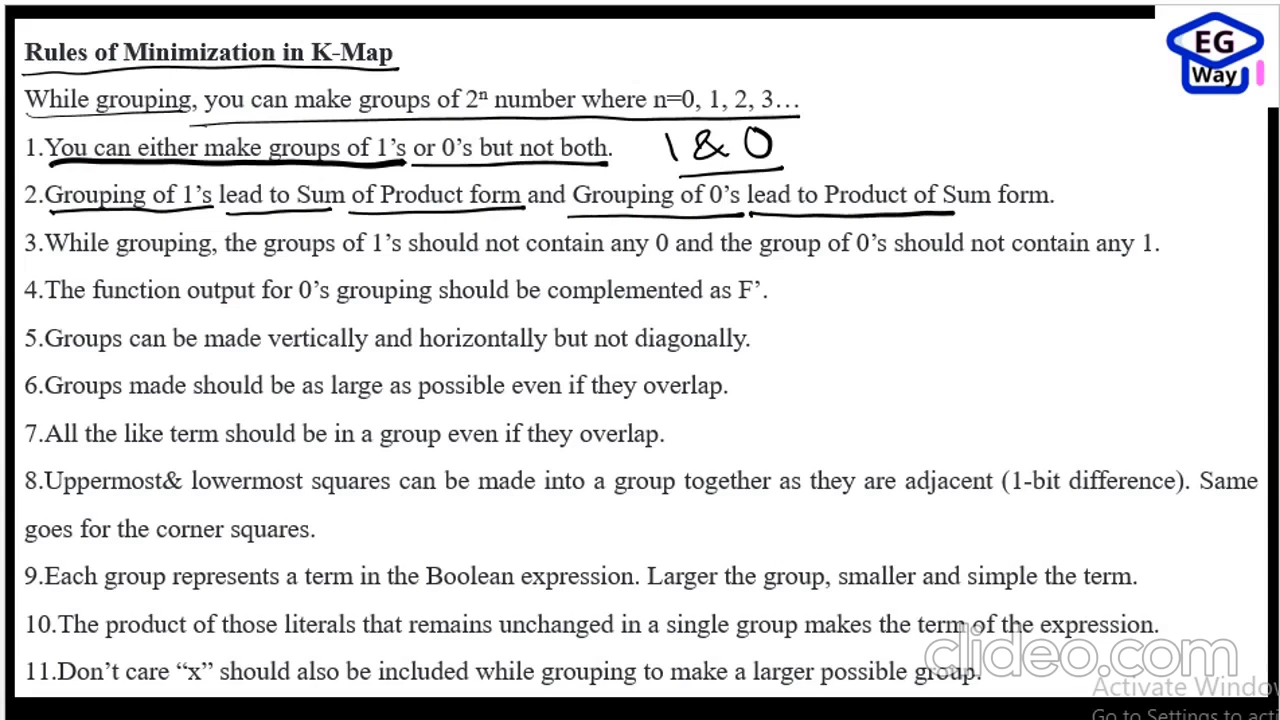 EG
Way
Rules of Minimization in K-Map
While grouping, you can make groups of 2ⁿ number where n=0, 1, 2, 3…
1.You can either make groups of 1’s or 0’s but not both. 1 & 0
2.Grouping of 1’s lead to Sum of Product form and Grouping of 0’s lead to Product of Sum form.
3.While grouping, the groups of 1’s should not contain any 0 and the group of 0’s should not contain any 1.
4.The function output for 0’s grouping should be complemented as F’.
5.Groups can be made vertically and horizontally but not diagonally.
6.Groups made should be as large as possible even if they overlap.
7.All the like term should be in a group even if they overlap.
8.Uppermost& lowermost squares can be made into a group together as they are adjacent (1-bit difference). Same
goes for the corner squares.
9.Each group represents a term in the Boolean expression. Larger the group, smaller and simple the term.
10.The product of those literals that remains unchanged in a single group makes the term of the expression.
11.Don’t care “x” should also be included while grouping to make a larger possible group.
clideo.com
Activate Window
Go to Settings to acti